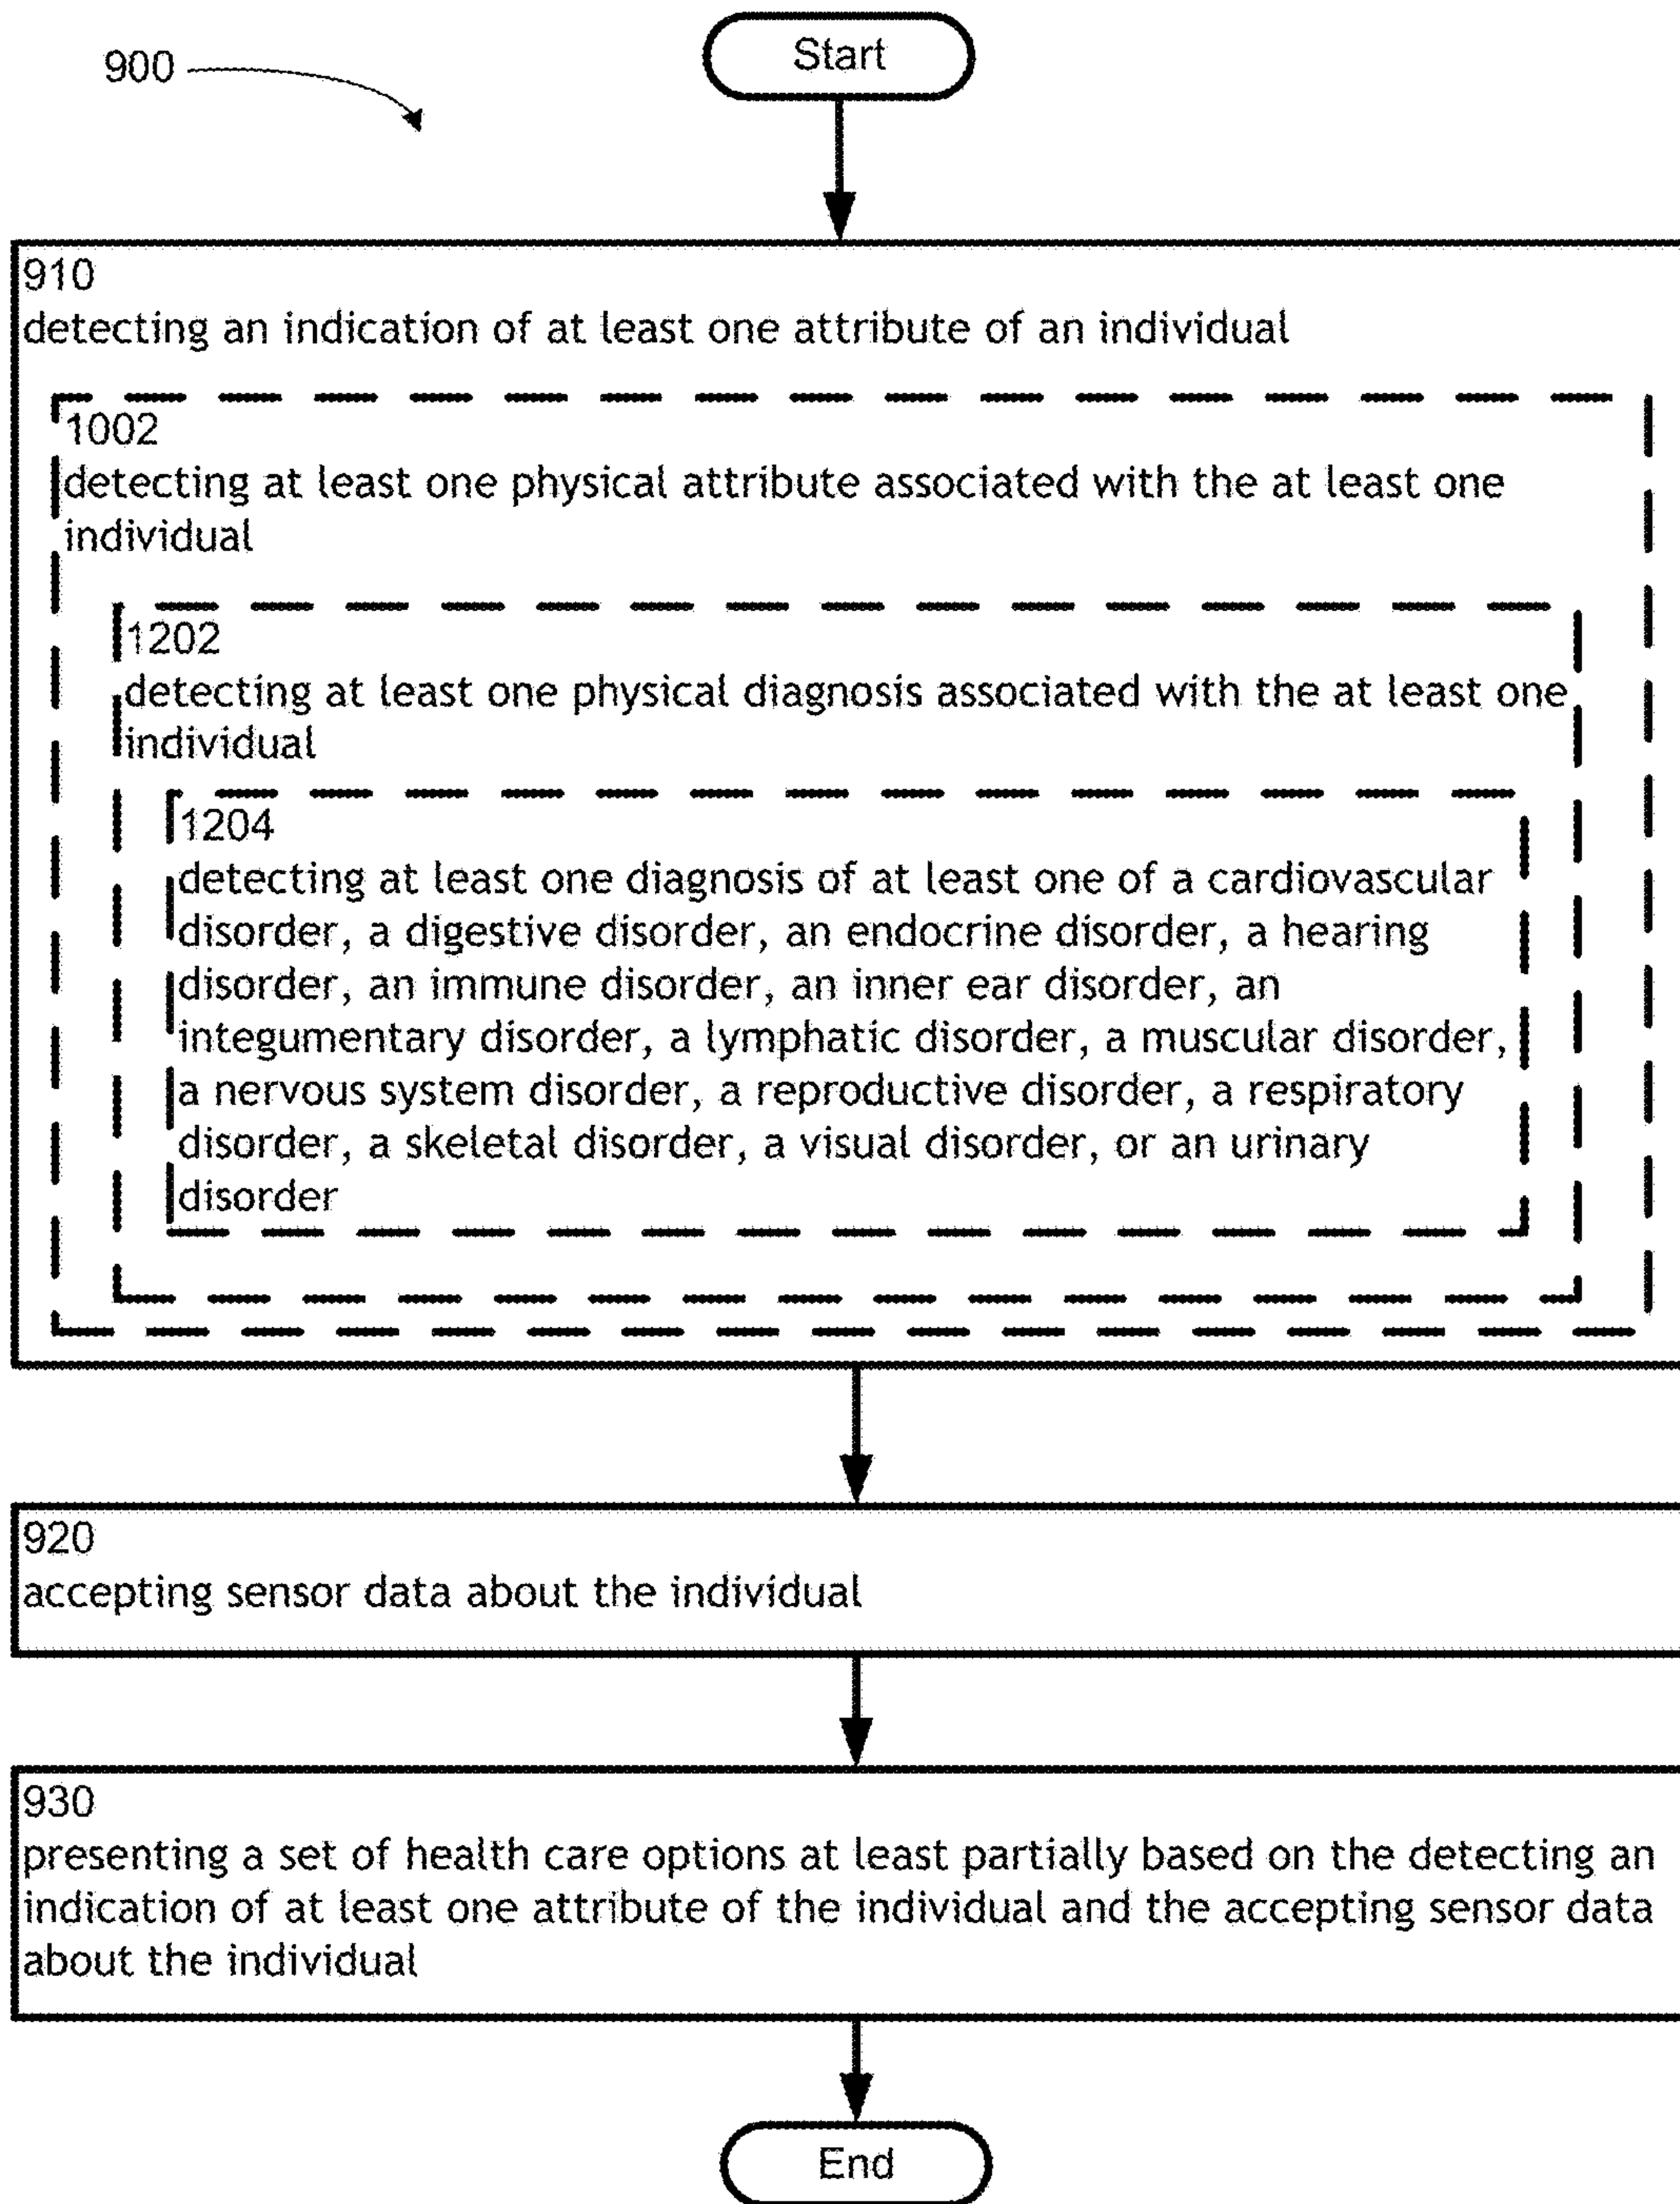 Start
900
910
detecting an indication of at least one attribute of an individual
1002
detecting at least one physical attribute associated with the at least one
individual
1202
detecting at least one physical diagnosis associated with the at least one
individual
1204
detecting at least one diagnosis of at least one of a cardiovascular
disorder, a digestive disorder, an endocrine disorder, a hearing
disorder, an immune disorder, an inner ear disorder, an
integumentary disorder, a lymphatic disorder, a muscular disorder,
a nervous system disorder, a reproductive disorder, a respiratory
disorder, a skeletal disorder, a visual disorder, or an urinary
disorder
920
accepting sensor data about the individual
930
presenting a set of health care options at least partially based on the detecting an
indication of at least one attribute of the individual and the accepting sensor data
about the individual
End